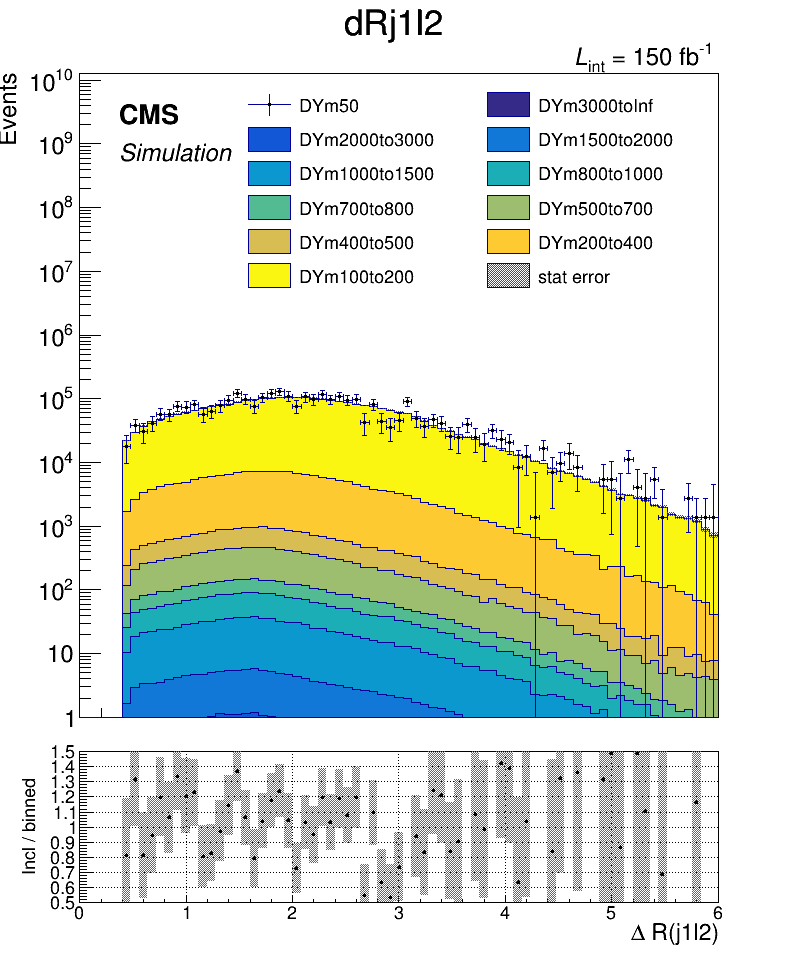 dRj1l2
L_int = 150 fb^-1
Events
CMS
Simulation
DYm50
DYm3000toInf
DYm2000to3000
DYm1500to2000
DYm1000to1500
DYm800to1000
DYm700to800
DYm500to700
DYm400to500
DYm200to400
DYm100to200
stat error
10^10
10^9
10^8
10^7
10^6
10^5
10^4
10^3
10^2
10
1
Incl / binned
1.5
1.4
1.3
1.2
1.1
1
0.9
0.8
0.7
0.6
0.5
0 1 2 3 4 5 6
Δ R(j1l2)